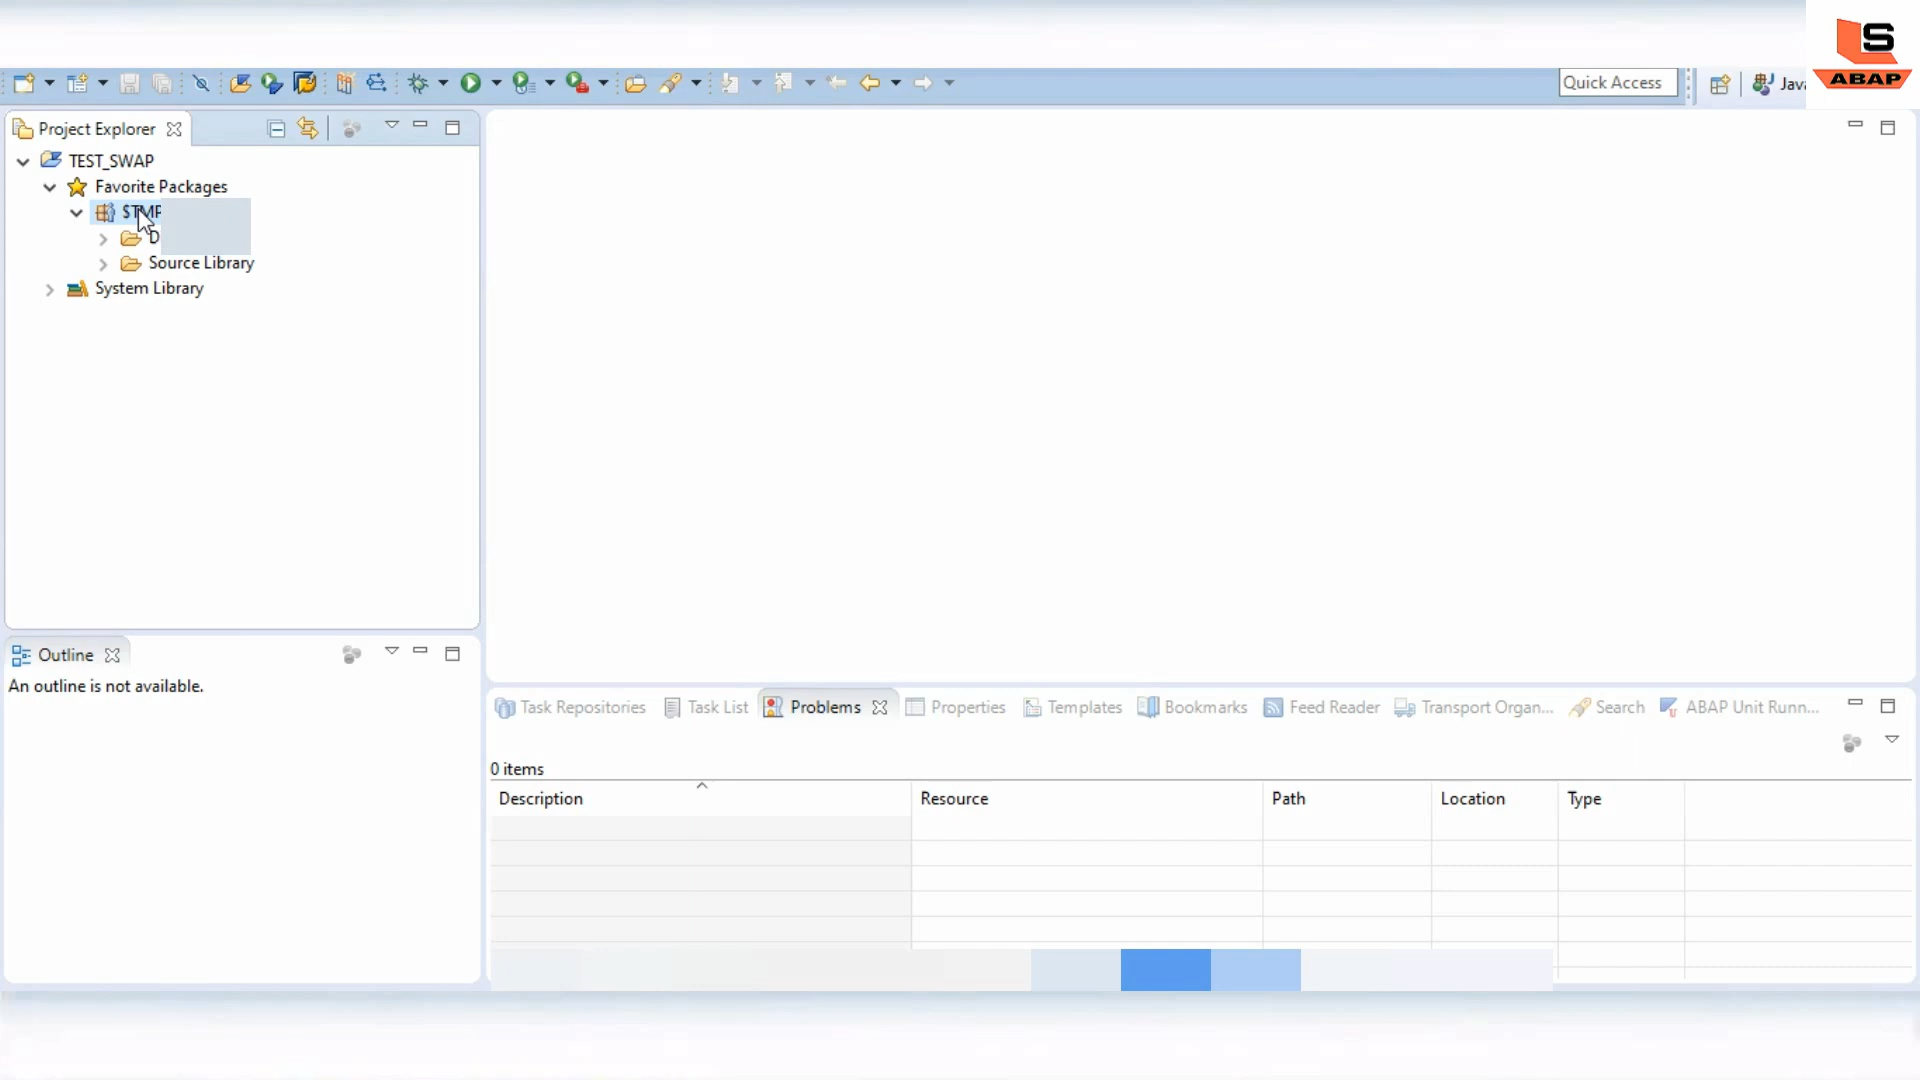 S
ABAP
Quick Access
Project Explorer
TEST_SWAP
Favorite Packages
$TMP
Source Library
System Library
Outline
An outline is not available.
Task Repositories
Task List
Problems
Properties
Templates
Bookmarks
Feed Reader
Transport Organ...
Search
ABAP Unit Runn...
0 items
Description
Resource
Path
Location
Type